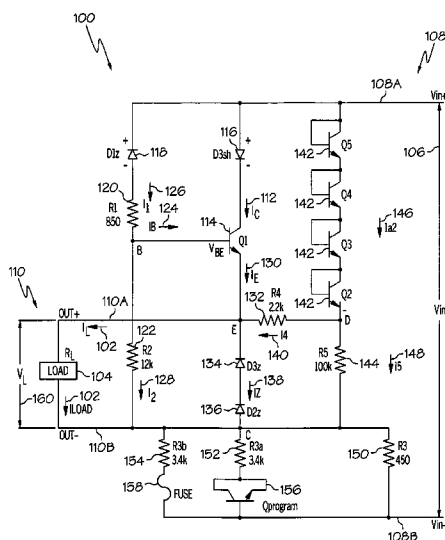 100
108
Vin+
108A
116
118
D1z
D3sh
Q5
142
120
126
124
R1
850
I1
IB
112
114
IC
106
Q4
142
146
Ia2
B
VBE
Q1
Q3
142
130
IE
Vin
110
132
R4
2.2k
Q2
142
OUT+
110A
IL
102
E
I4
D
140
122
134
D3z
R5
100k
144
148
i5
RL
LOAD
104
R2
12k
138
IZ
VL
160
102
ILOAD
128
I2
136
D2z
OUT-
110B
C
R3b
3.4k
154
152
R3a
3.4k
150
R3
460
158
FUSE
156
Qprogram
108B
Vin-